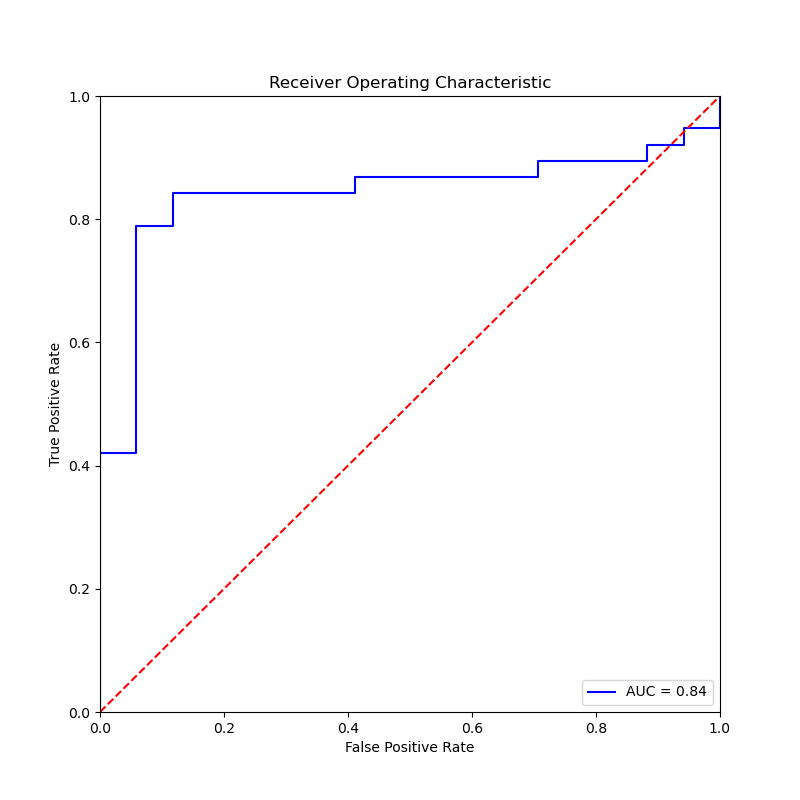 Receiver Operating Characteristic
1.0
0.8
0.6
0.4
0.2
0.0
True Positive Rate
AUC = 0.84
0.0 0.2 0.4 0.6 0.8 1.0
False Positive Rate